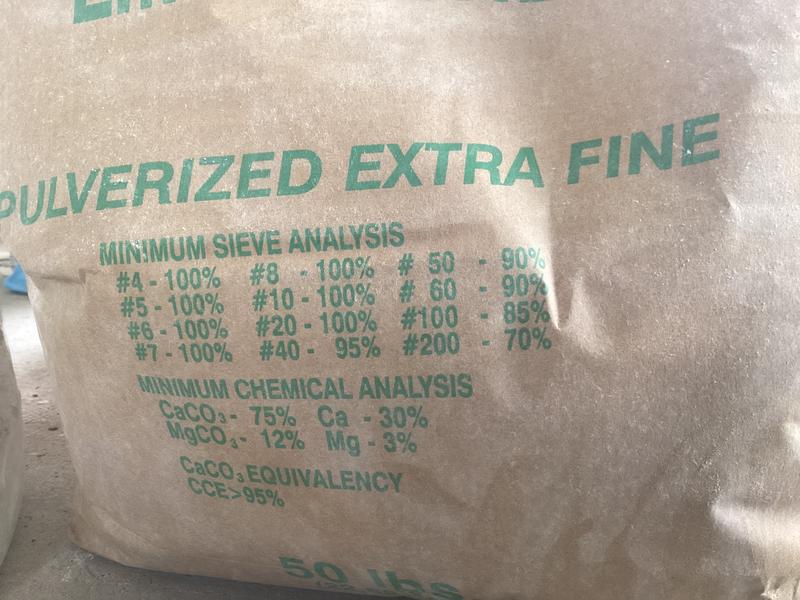 PULVERIZED EXTRA FINE
MINIMUM SIEVE ANALYSIS
#4 - 100% #8 - 100% # 50 - 90%
#5 - 100% #10 - 100% # 60 - 90%
#6 - 100% #20 - 100% #100 - 85%
#7 - 100% #40 - 95% #200 - 70%
MINIMUM CHEMICAL ANALYSIS
CaCO₃ - 75% Ca - 30%
MgCO₃ - 12% Mg - 3%
CaCO₃ EQUIVALENCY
CCE>95%
50 lbs